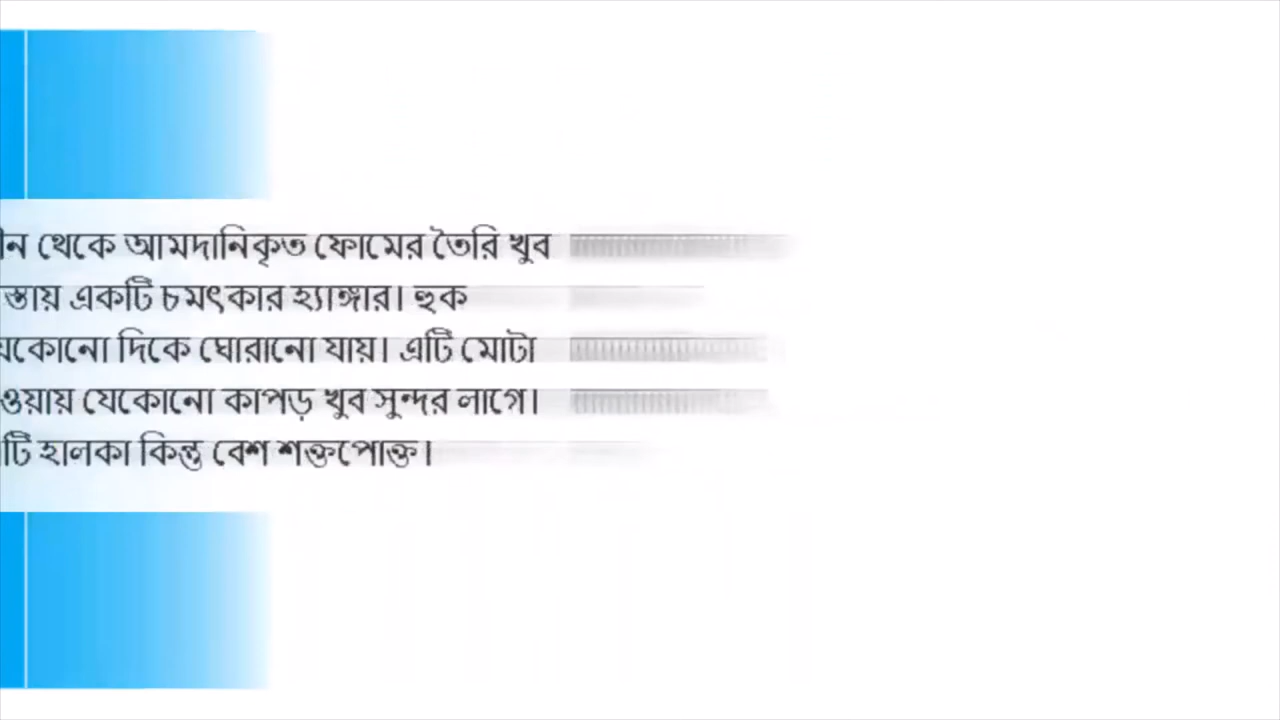 থেকে আমদানিকৃত ফোমের তৈরি খুব
একটি চমৎকার হ্যাঙ্গার। হুক
দিকে ঘোরানো যায়। এটি মোটা
যেকোনো কাপড় খুব সুন্দর লাগে।
হালকা কিন্তু বেশ শক্তপোক্ত।